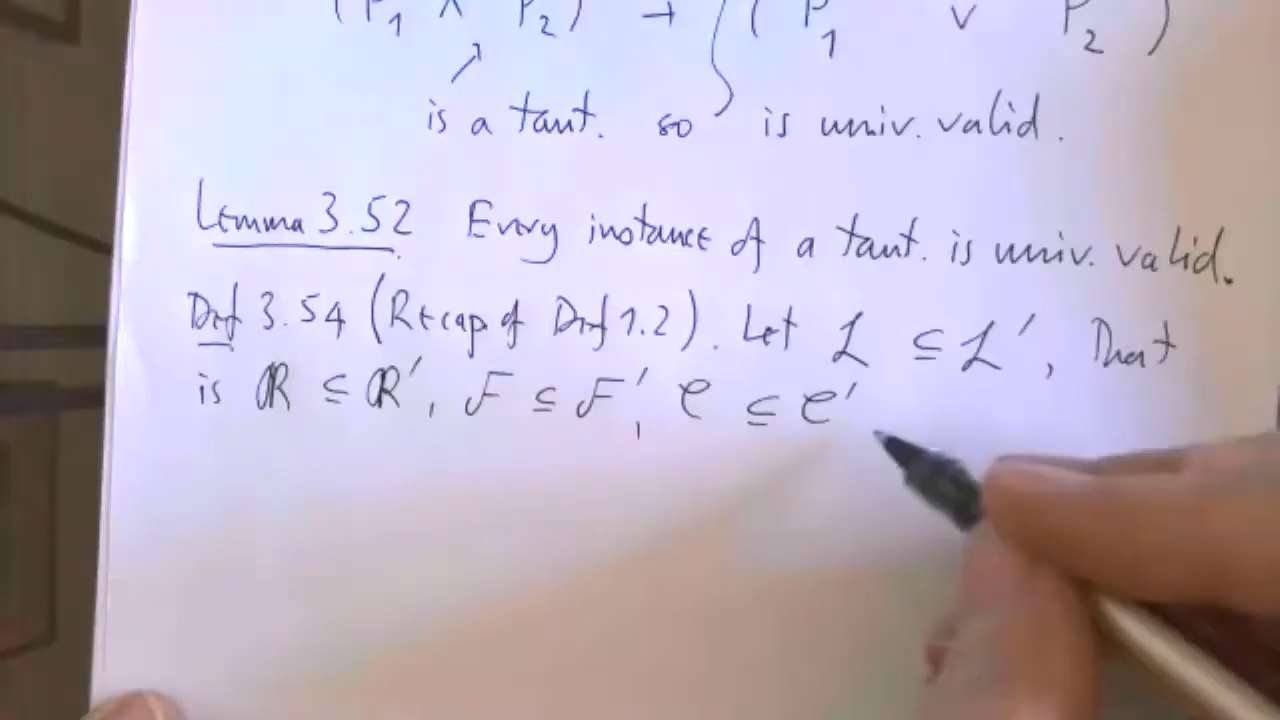 (P₁ ∧ P₂) → ( P₁ ∨ P₂ )
is a taut. so is univ. valid.
Lemma 3.52 Every instance of a taut. is univ. valid.
Def 3.54 (Recap of Def 1.2). Let ℒ ⊆ ℒ', That
is ℛ ⊆ ℛ', ℱ ⊆ ℱ', 𝒞 ⊆ 𝒞'